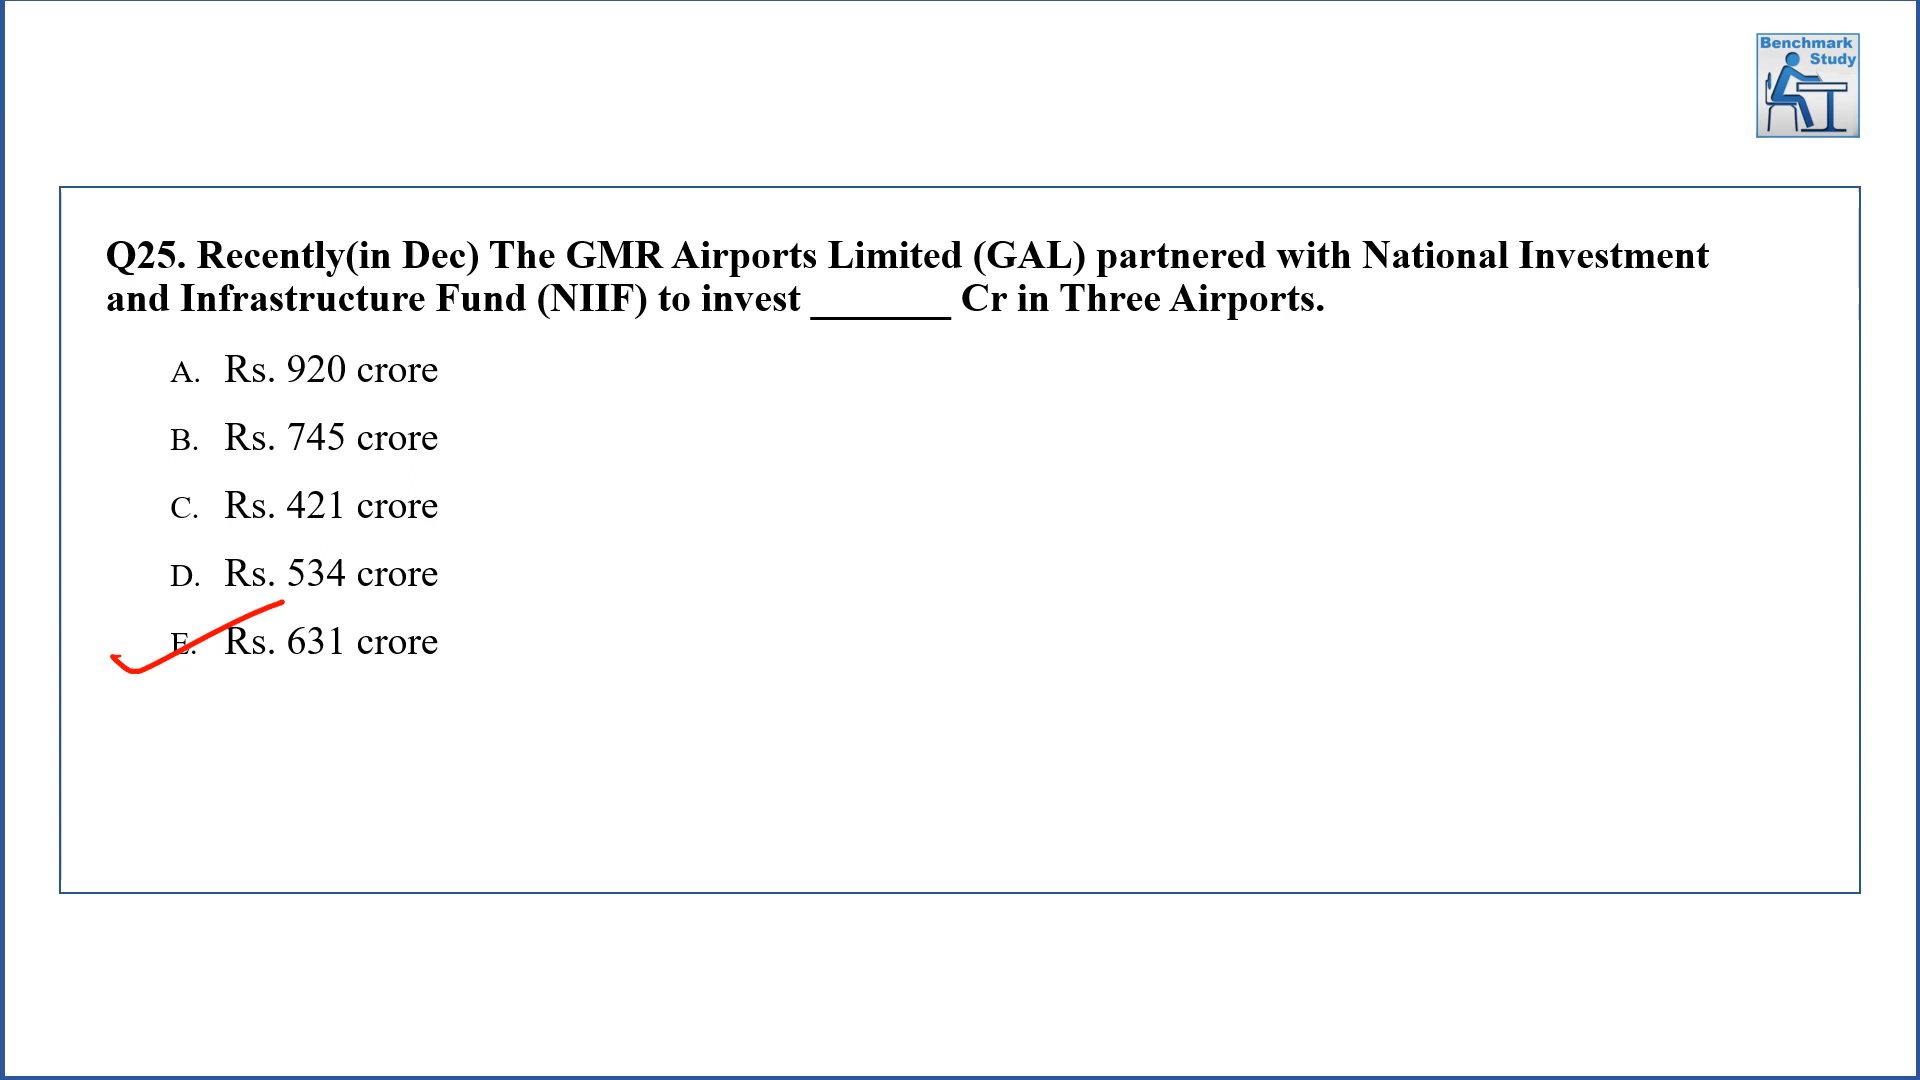 Benchmark
Study
Q25. Recently(in Dec) The GMR Airports Limited (GAL) partnered with National Investment
and Infrastructure Fund (NIIF) to invest _______ Cr in Three Airports.
A. Rs. 920 crore
B. Rs. 745 crore
C. Rs. 421 crore
D. Rs. 534 crore
E. Rs. 631 crore